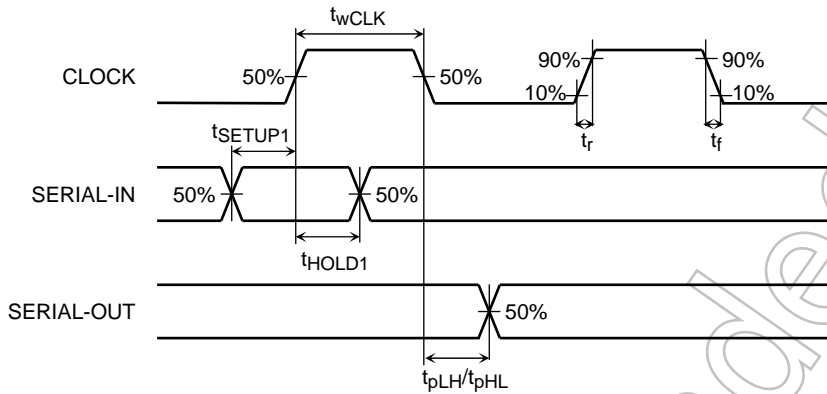 twCLK
CLOCK 50% 50% 90% 90%
10% 10%
tSETUP1 tr tf
SERIAL-IN 50% 50%
tHOLD1
SERIAL-OUT 50%
tpLH/tpHL